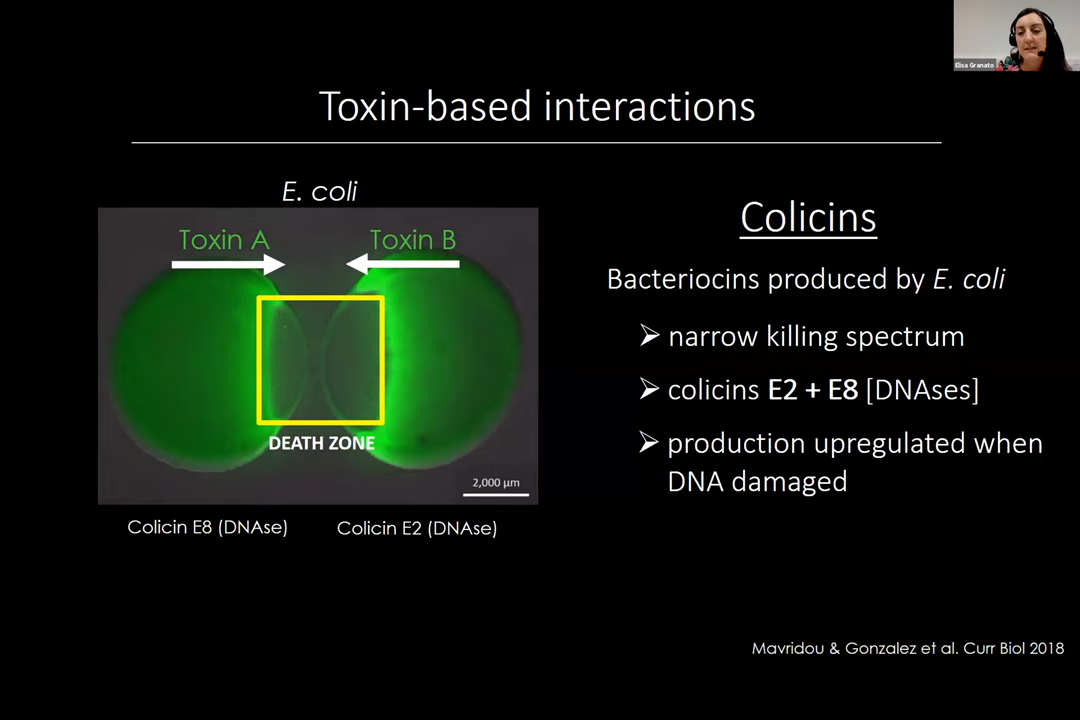 Elisa Granato
Toxin-based interactions
E. coli
Toxin A
Toxin B
DEATH ZONE
2,000 µm
Colicin E8 (DNAse)
Colicin E2 (DNAse)
Colicins
Bacteriocins produced by E. coli
narrow killing spectrum
colicins E2 + E8 [DNAses]
production upregulated when
DNA damaged
Mavridou & Gonzalez et al. Curr Biol 2018